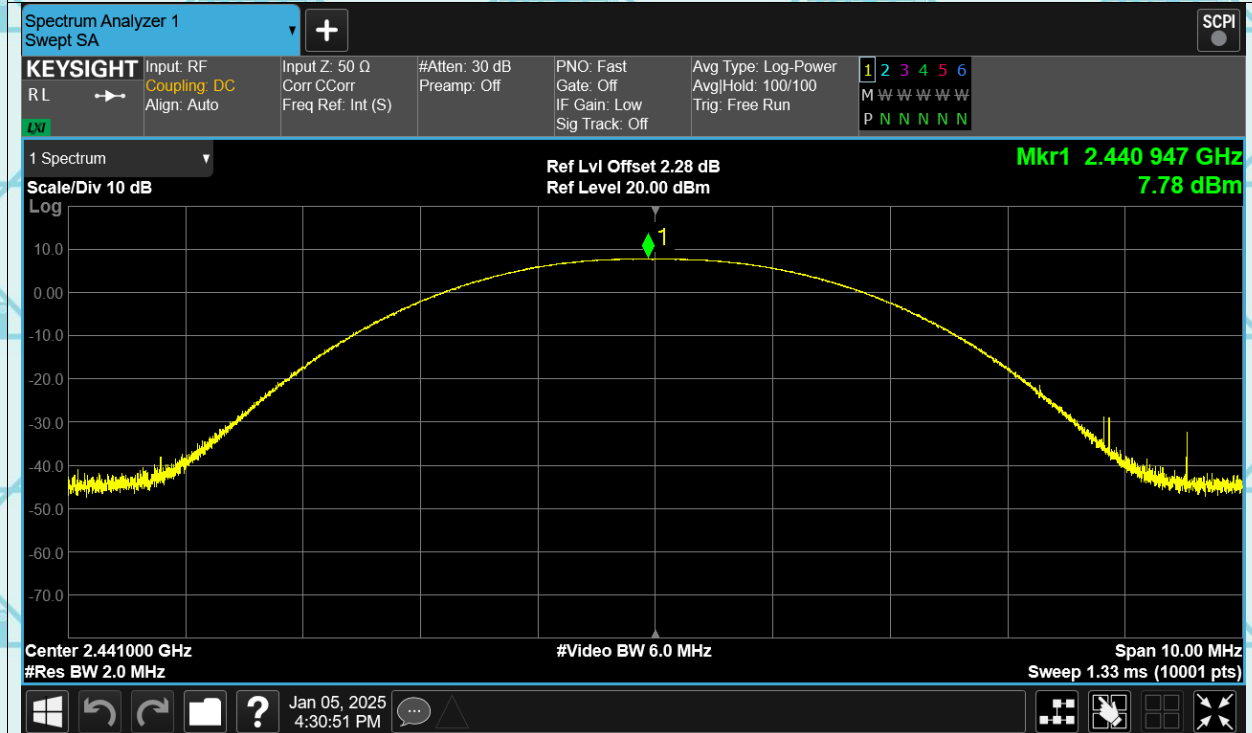 Spectrum Analyzer 1
Swept SA
SCPI
KEYSIGHT
RL
LXI
Input: RF
Coupling: DC
Align: Auto
Input Z: 50 Ω
Corr CCorr
Freq Ref: Int (S)
#Atten: 30 dB
Preamp: Off
PNO: Fast
Gate: Off
IF Gain: Low
Sig Track: Off
Avg Type: Log-Power
Avg|Hold: 100/100
Trig: Free Run
1 2 3 4 5 6
M W W W W W
P N N N N N
1 Spectrum
Scale/Div 10 dB
Log
Ref Lvl Offset 2.28 dB
Ref Level 20.00 dBm
Mkr1 2.440 947 GHz
7.78 dBm
1
10.0
0.00
-10.0
-20.0
-30.0
-40.0
-50.0
-60.0
-70.0
Center 2.441000 GHz
#Res BW 2.0 MHz
#Video BW 6.0 MHz
Span 10.00 MHz
Sweep 1.33 ms (10001 pts)
?
Jan 05, 2025
4:30:51 PM